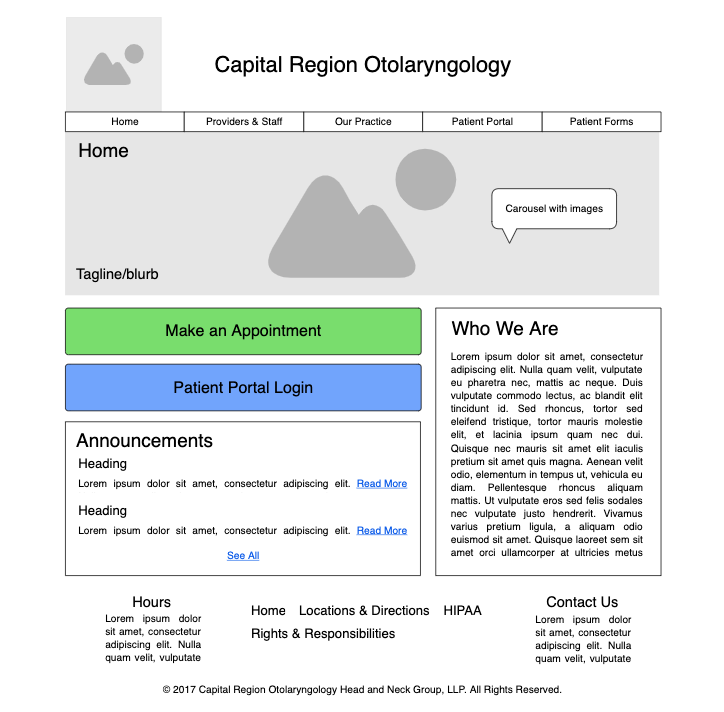 Capital Region Otolaryngology
Home Providers & Staff Our Practice Patient Portal Patient Forms
Home
Carousel with images
Tagline/blurb
Make an Appointment
Patient Portal Login
Announcements
Heading
Lorem ipsum dolor sit amet, consectetur adipiscing elit. Read More
Heading
Lorem ipsum dolor sit amet, consectetur adipiscing elit. Read More
See All
Who We Are
Lorem ipsum dolor sit amet, consectetur
adipiscing elit. Nulla quam velit, vulputate
eu pharetra nec, mattis ac neque. Duis
vulputate commodo lectus, ac blandit elit
tincidunt id. Sed rhoncus, tortor sed
eleifend tristique, tortor mauris molestie
elit, et lacinia ipsum quam nec dui.
Quisque nec mauris sit amet elit iaculis
pretium sit amet quis magna. Aenean velit
odio, elementum in tempus ut, vehicula eu
diam. Pellentesque rhoncus aliquam
mattis. Ut vulputate eros sed felis sodales
nec vulputate justo hendrerit. Vivamus
varius pretium ligula, a aliquam odio
euismod sit amet. Quisque laoreet sem sit
amet orci ullamcorper at ultricies metus
Hours
Lorem ipsum dolor
sit amet, consectetur
adipiscing elit. Nulla
quam velit, vulputate
Home Locations & Directions HIPAA
Rights & Responsibilities
Contact Us
Lorem ipsum dolor
sit amet, consectetur
adipiscing elit. Nulla
quam velit, vulputate
© 2017 Capital Region Otolaryngology Head and Neck Group, LLP. All Rights Reserved.